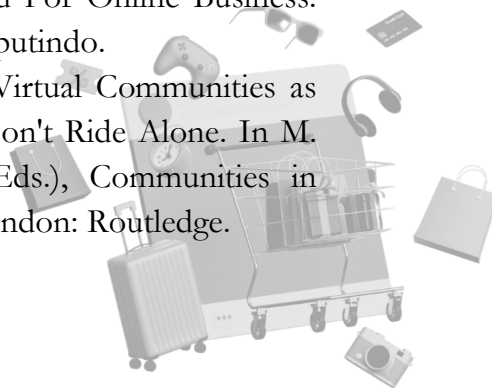 For Online Business.
putindo.
Virtual Communities as
on't Ride Alone. In M.
Eds.), Communities in
ndon: Routledge.